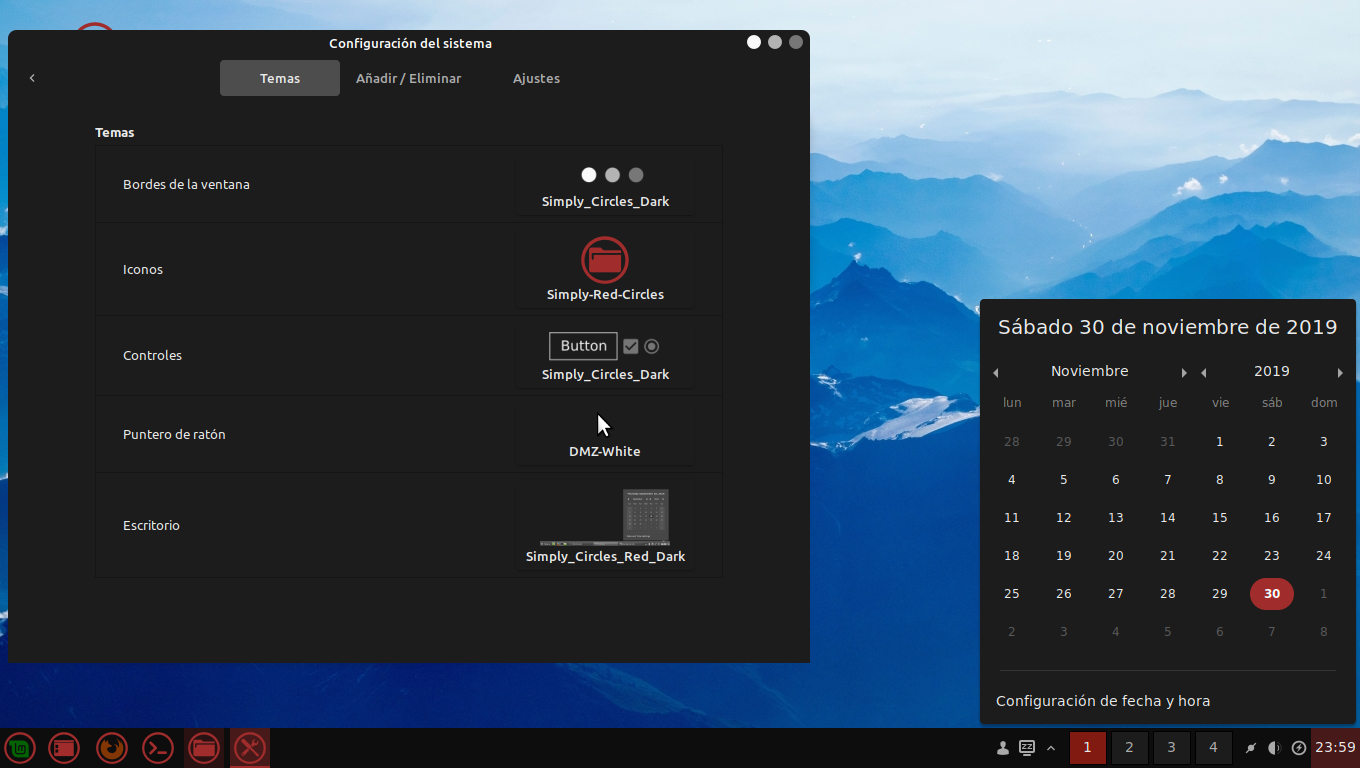 Configuración del sistema
Temas Añadir / Eliminar Ajustes
Temas
Bordes de la ventana
Simply_Circles_Dark
Iconos
Simply-Red-Circles
Button
Controles
Simply_Circles_Dark
Puntero de ratón
DMZ-White
Escritorio
Simply_Circles_Red_Dark
Sábado 30 de noviembre de 2019
Noviembre 2019
lun mar mié jue vie sáb dom
28 29 30 31 1 2 3
4 5 6 7 8 9 10
11 12 13 14 15 16 17
18 19 20 21 22 23 24
25 26 27 28 29 30 1
2 3 4 5 6 7 8
Configuración de fecha y hora
zz 1 2 3 4 23:59